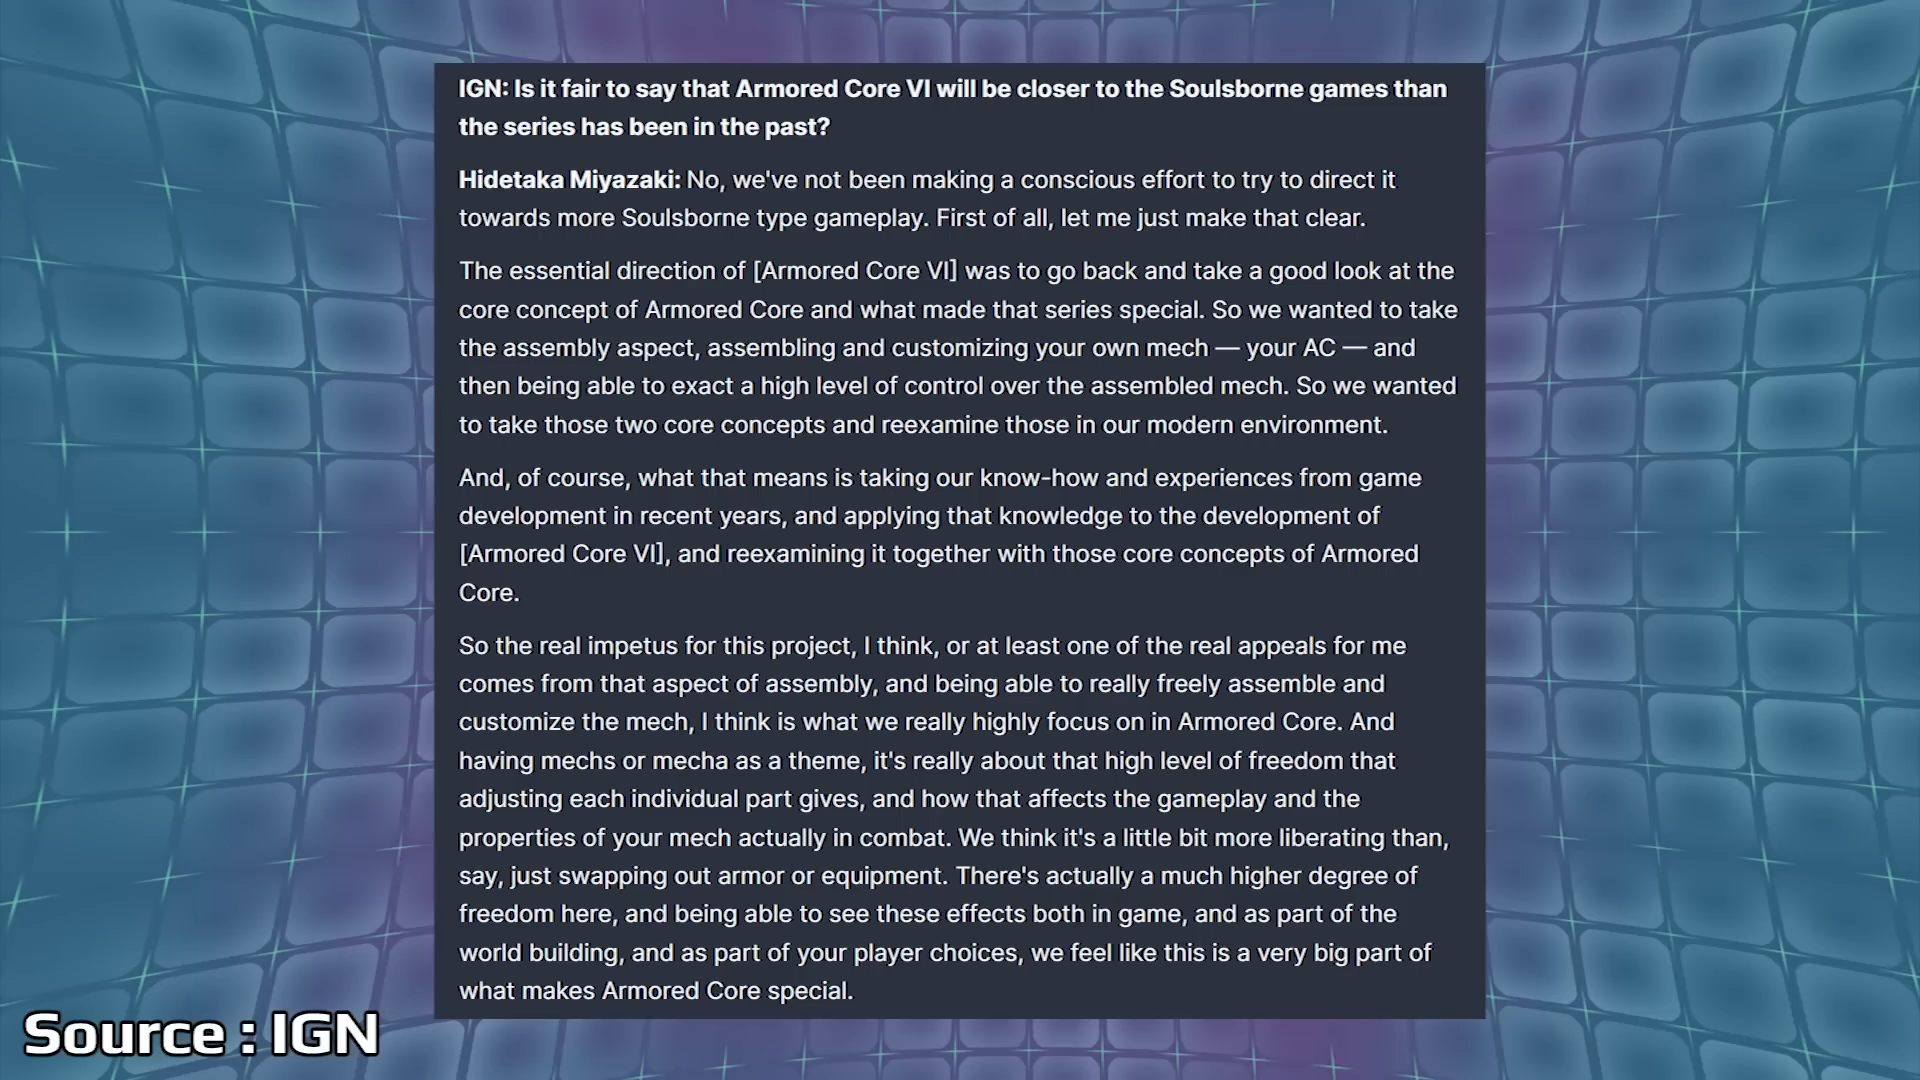 IGN: Is it fair to say that Armored Core VI will be closer to the Soulsborne games than
the series has been in the past?
Hidetaka Miyazaki: No, we've not been making a conscious effort to try to direct it
towards more Soulsborne type gameplay. First of all, let me just make that clear.
The essential direction of [Armored Core VI] was to go back and take a good look at the
core concept of Armored Core and what made that series special. So we wanted to take
the assembly aspect, assembling and customizing your own mech — your AC — and
then being able to exact a high level of control over the assembled mech. So we wanted
to take those two core concepts and reexamine those in our modern environment.
And, of course, what that means is taking our know-how and experiences from game
development in recent years, and applying that knowledge to the development of
[Armored Core VI], and reexamining it together with those core concepts of Armored
Core.
So the real impetus for this project, I think, or at least one of the real appeals for me
comes from that aspect of assembly, and being able to really freely assemble and
customize the mech, I think is what we really highly focus on in Armored Core. And
having mechs or mecha as a theme, it's really about that high level of freedom that
adjusting each individual part gives, and how that affects the gameplay and the
properties of your mech actually in combat. We think it's a little bit more liberating than,
say, just swapping out armor or equipment. There's actually a much higher degree of
freedom here, and being able to see these effects both in game, and as part of the
world building, and as part of your player choices, we feel like this is a very big part of
what makes Armored Core special.
Source : IGN